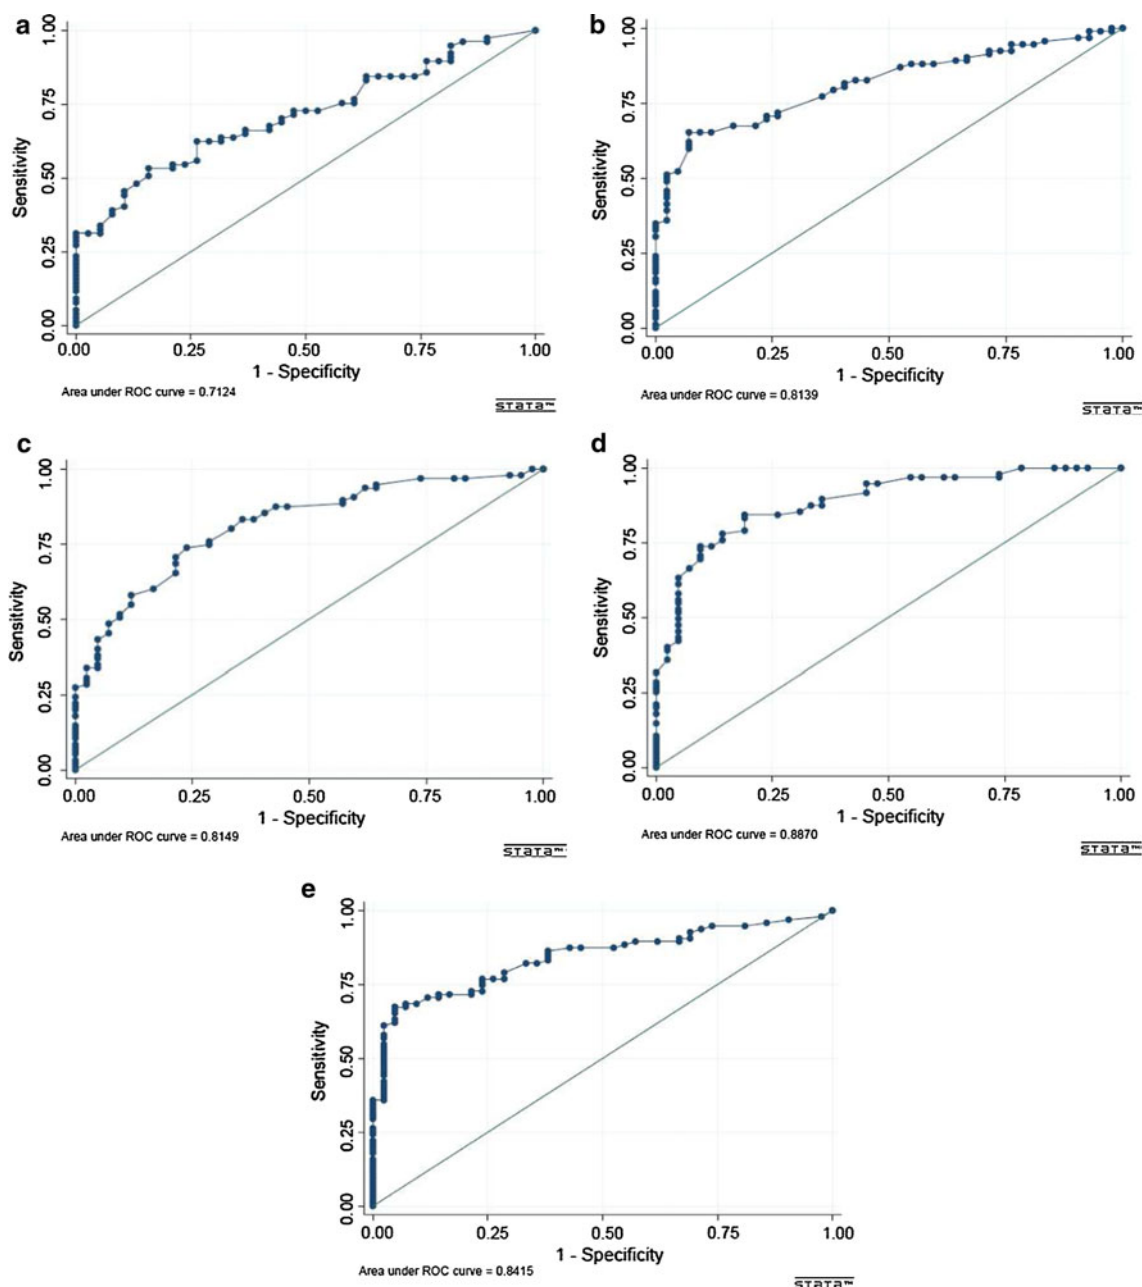 a
1.00
0.75
0.50
0.25
0.00
Sensitivity
0.00 0.25 0.50 0.75 1.00
1 - Specificity
Area under ROC curve = 0.7124
STATA™
b
1.00
0.75
0.50
0.25
0.00
Sensitivity
0.00 0.25 0.50 0.75 1.00
1 - Specificity
Area under ROC curve = 0.8139
STATA™
c
1.00
0.75
0.50
0.25
0.00
Sensitivity
0.00 0.25 0.50 0.75 1.00
1 - Specificity
Area under ROC curve = 0.8149
STATA™
d
1.00
0.75
0.50
0.25
0.00
Sensitivity
0.00 0.25 0.50 0.75 1.00
1 - Specificity
Area under ROC curve = 0.8870
STATA™
e
1.00
0.75
0.50
0.25
0.00
Sensitivity
0.00 0.25 0.50 0.75 1.00
1 - Specificity
Area under ROC curve = 0.8415
STATA™